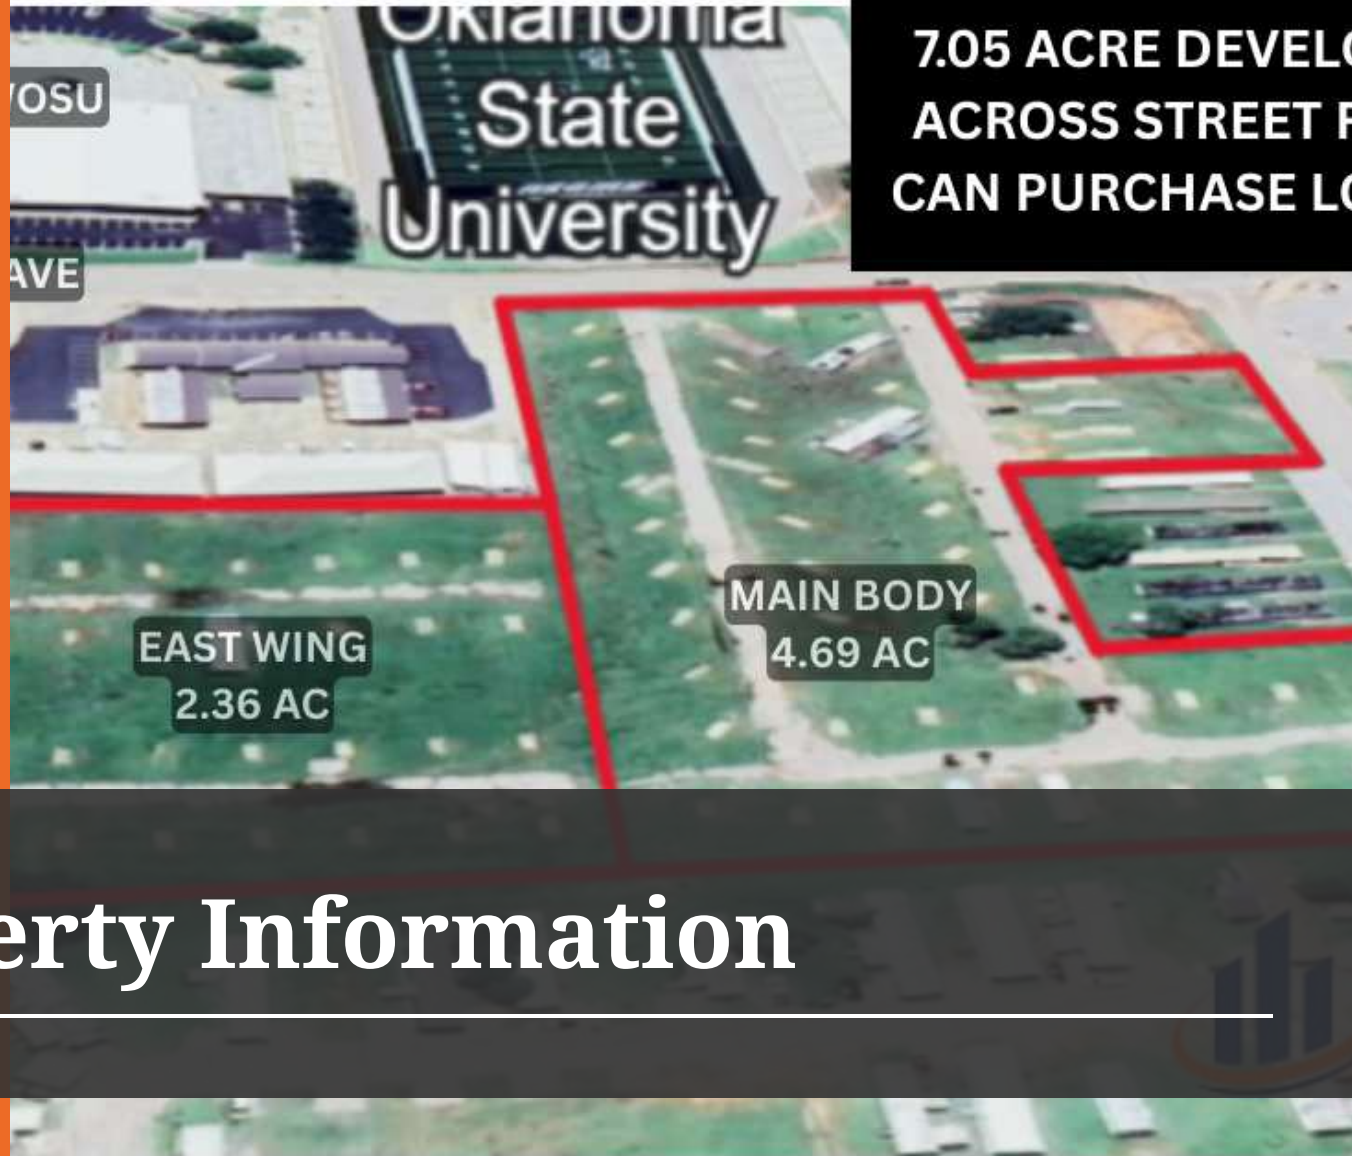 Oklahoma
State
University
7.05 ACRE DEVELO
ACROSS STREET F
CAN PURCHASE LO
/OSU
AVE
MAIN BODY
4.69 AC
EAST WING
2.36 AC
erty Information